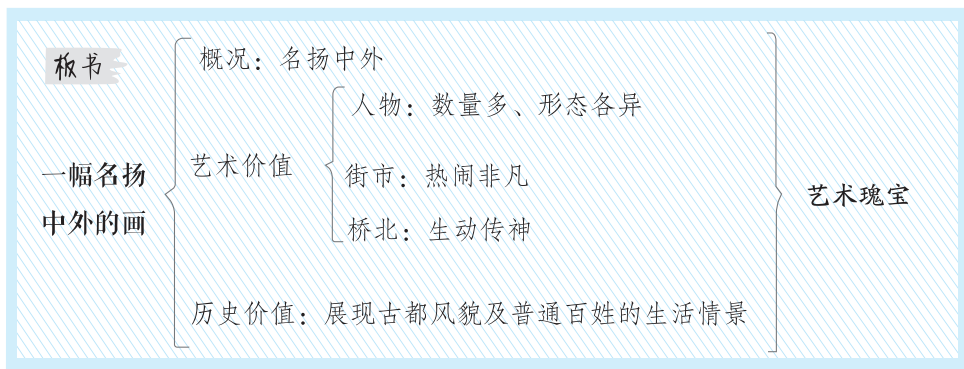 板书
一幅名扬
中外的画
概况：名扬中外
艺术价值
人物：数量多、形态各异
街市：热闹非凡
桥北：生动传神
历史价值：展现古都风貌及普通百姓的生活情景
艺术瑰宝